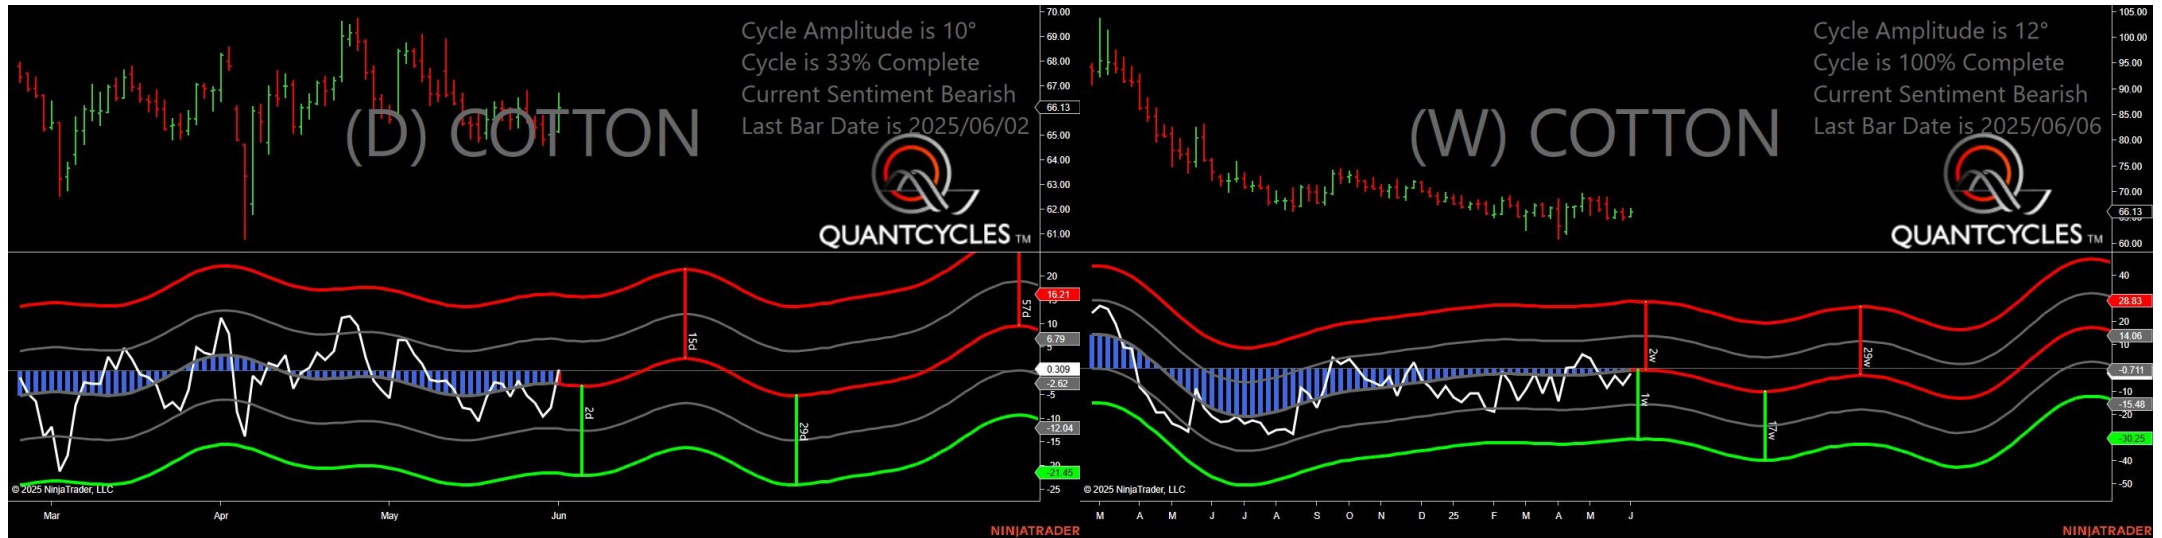 Cycle Amplitude is 10°
Cycle is 33% Complete
Current Sentiment Bearish
Last Bar Date is 2025/06/02
(D) COTTON
QUANTCYCLES TM
70.00
69.00
68.00
67.00
66.13
65.00
64.00
63.00
62.00
61.00
20
16.21
10
6.79
5
0.309
-2.62
-5
-10
-12.04
-15
-21.45
-25
15d
57d
2d
29d
© 2025 NinjaTrader, LLC
Mar Apr May Jun
NINJATRADER
Cycle Amplitude is 12°
Cycle is 100% Complete
Current Sentiment Bearish
Last Bar Date is 2025/06/06
(W) COTTON
QUANTCYCLES TM
105.00
100.00
95.00
90.00
85.00
80.00
75.00
70.00
66.13
60.00
40
28.83
20
14.06
10
-0.711
-10
-15.48
-20
-30.25
-40
-50
2w
29w
1w
17w
© 2025 NinjaTrader, LLC
M A M J J A S O N D 25 F M A M J
NINJATRADER